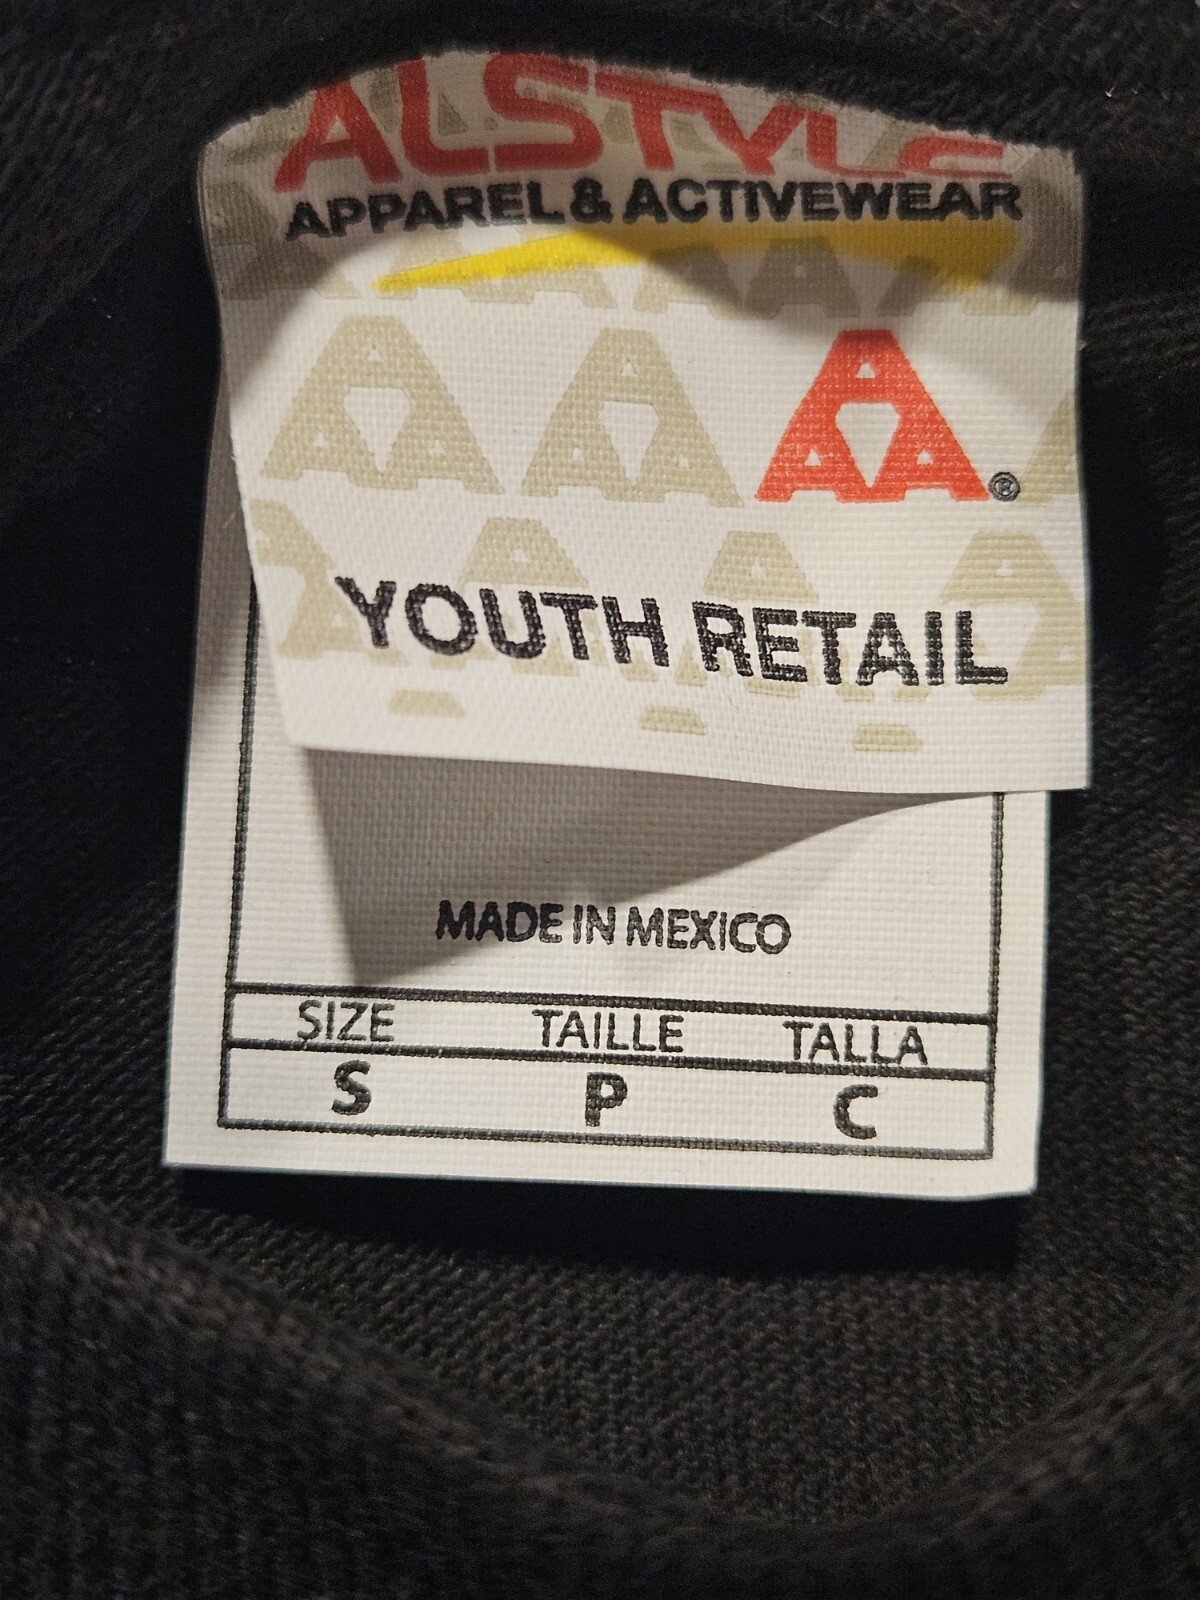 ALSTYLE
APPAREL & ACTIVEWEAR
AAA®
YOUTH RETAIL
MADE IN MEXICO
SIZE TAILLE TALLA
S P C